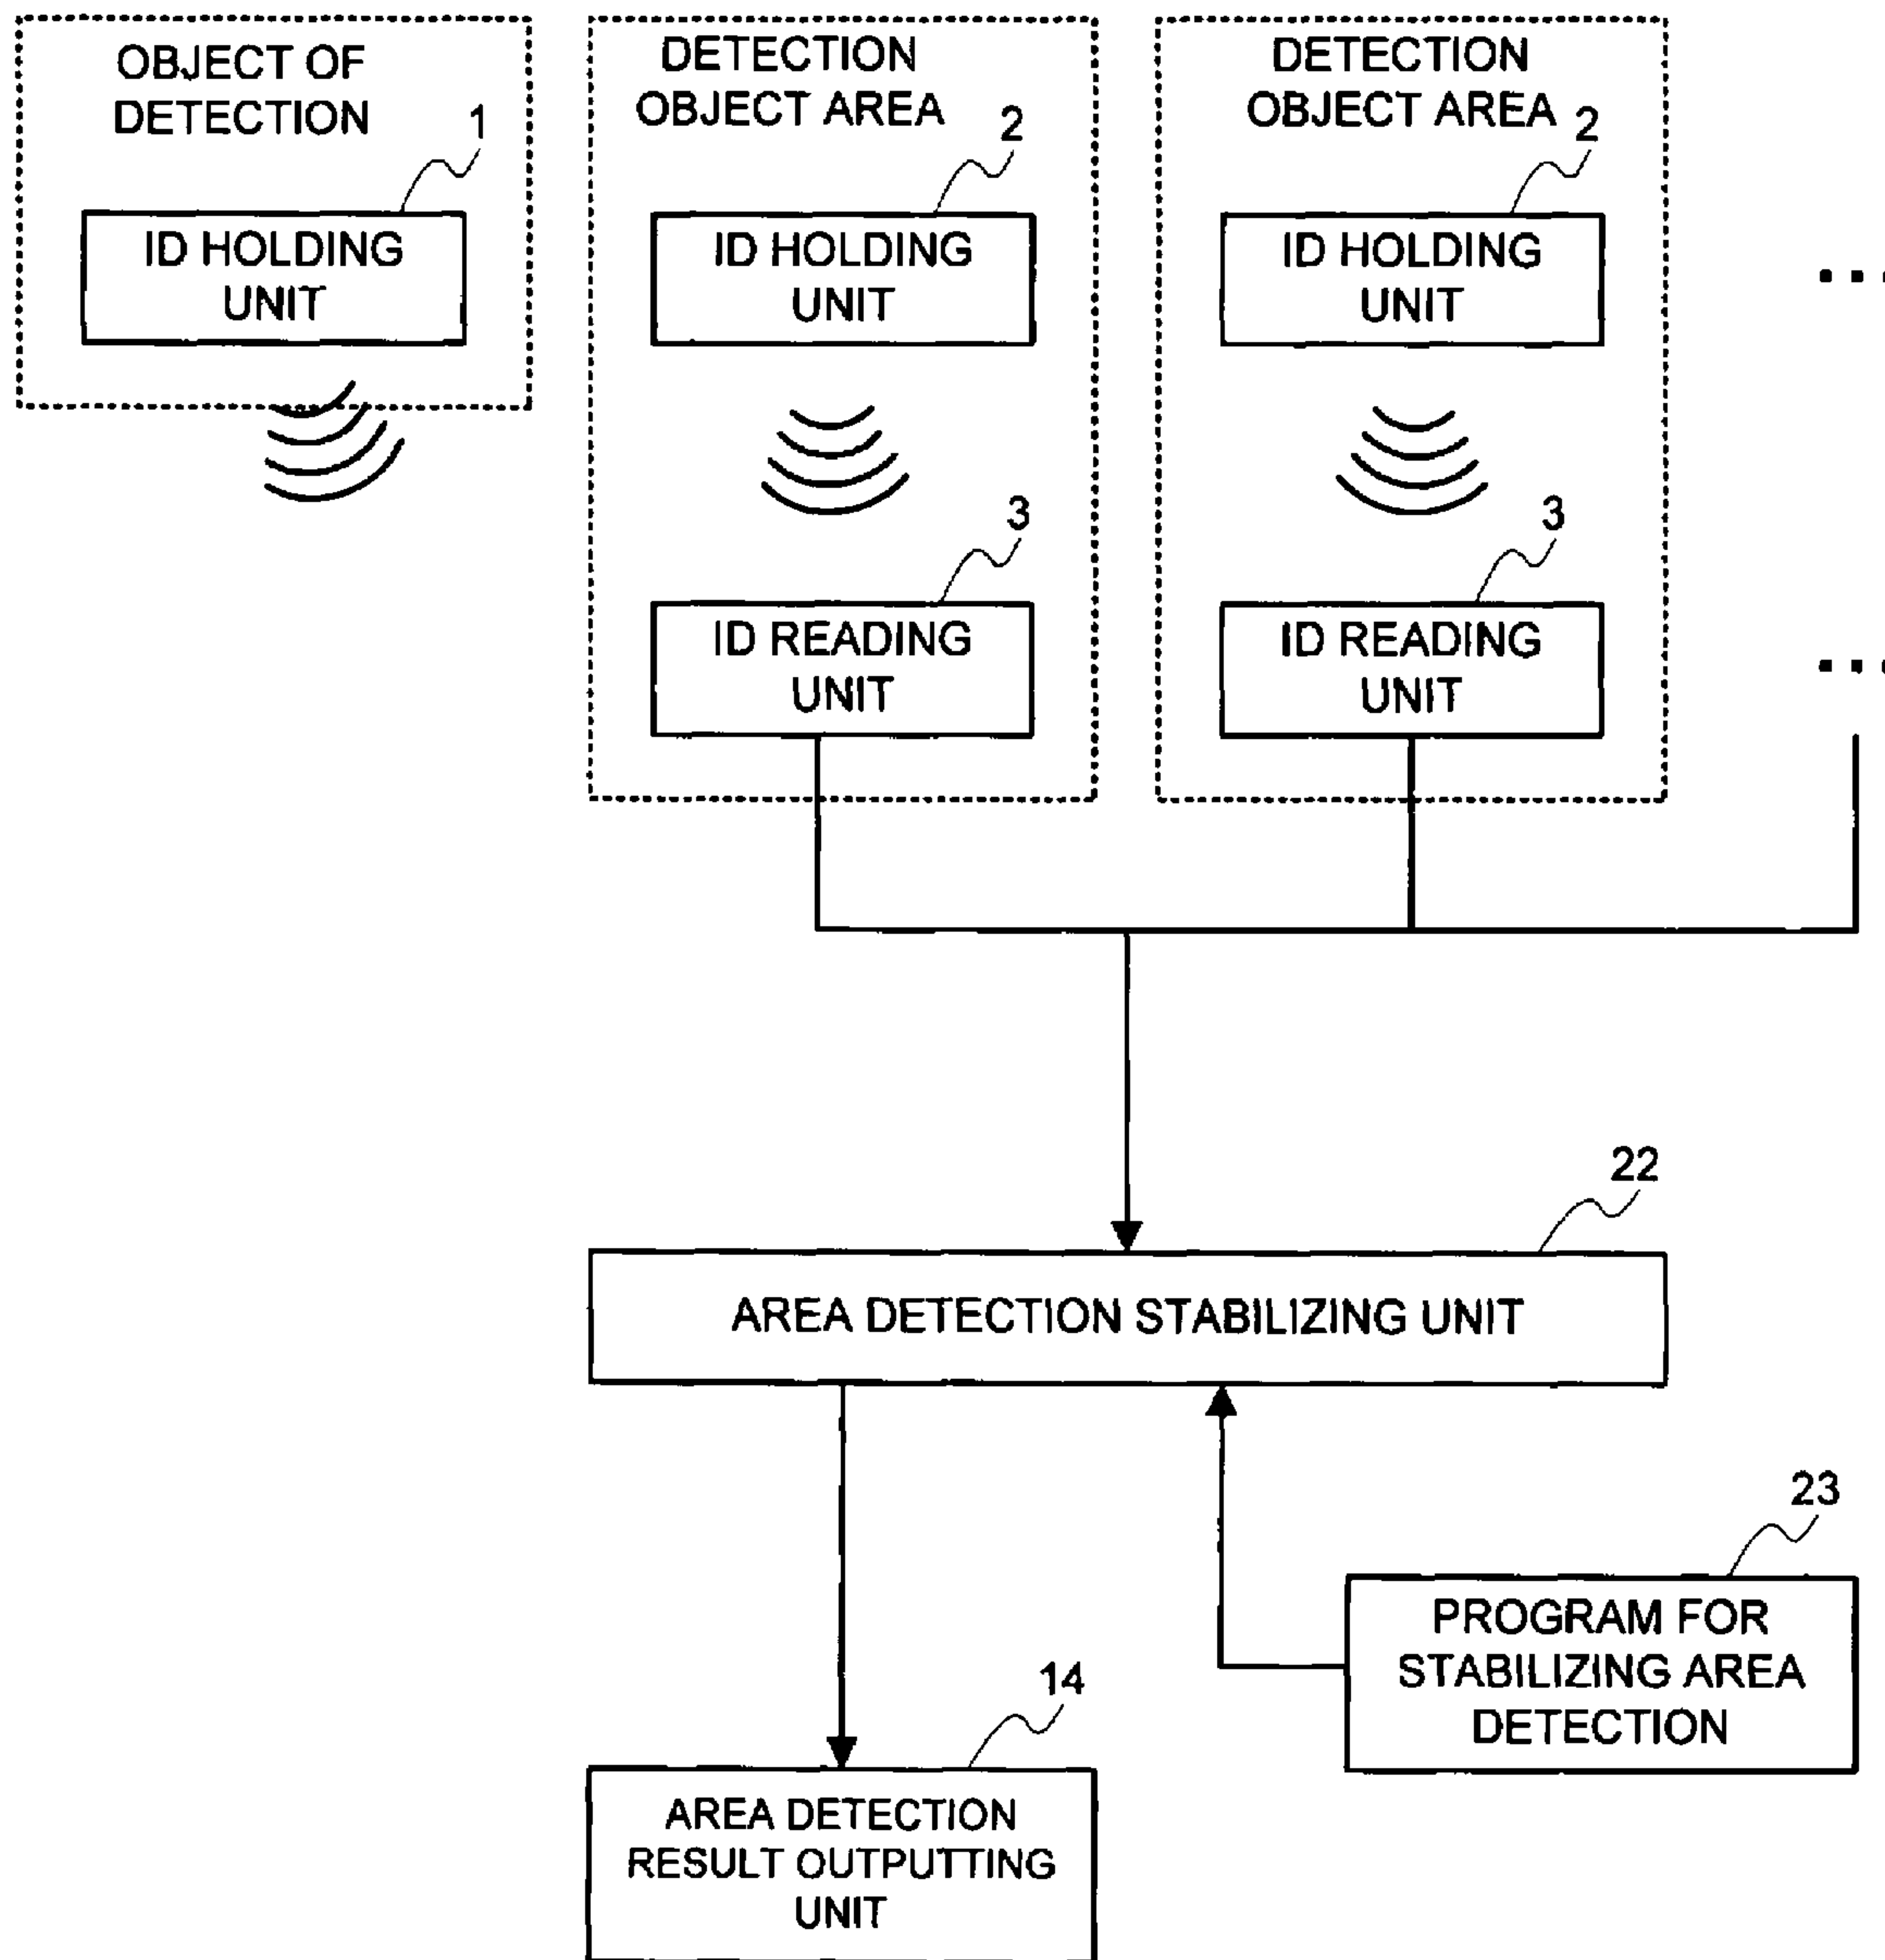 OBJECT OF
DETECTION
1
ID HOLDING
UNIT
DETECTION
OBJECT AREA
2
ID HOLDING
UNIT
3
ID READING
UNIT
DETECTION
OBJECT AREA
2
ID HOLDING
UNIT
...
3
ID READING
UNIT
...
22
AREA DETECTION STABILIZING UNIT
23
PROGRAM FOR
STABILIZING AREA
DETECTION
14
AREA DETECTION
RESULT OUTPUTTING
UNIT